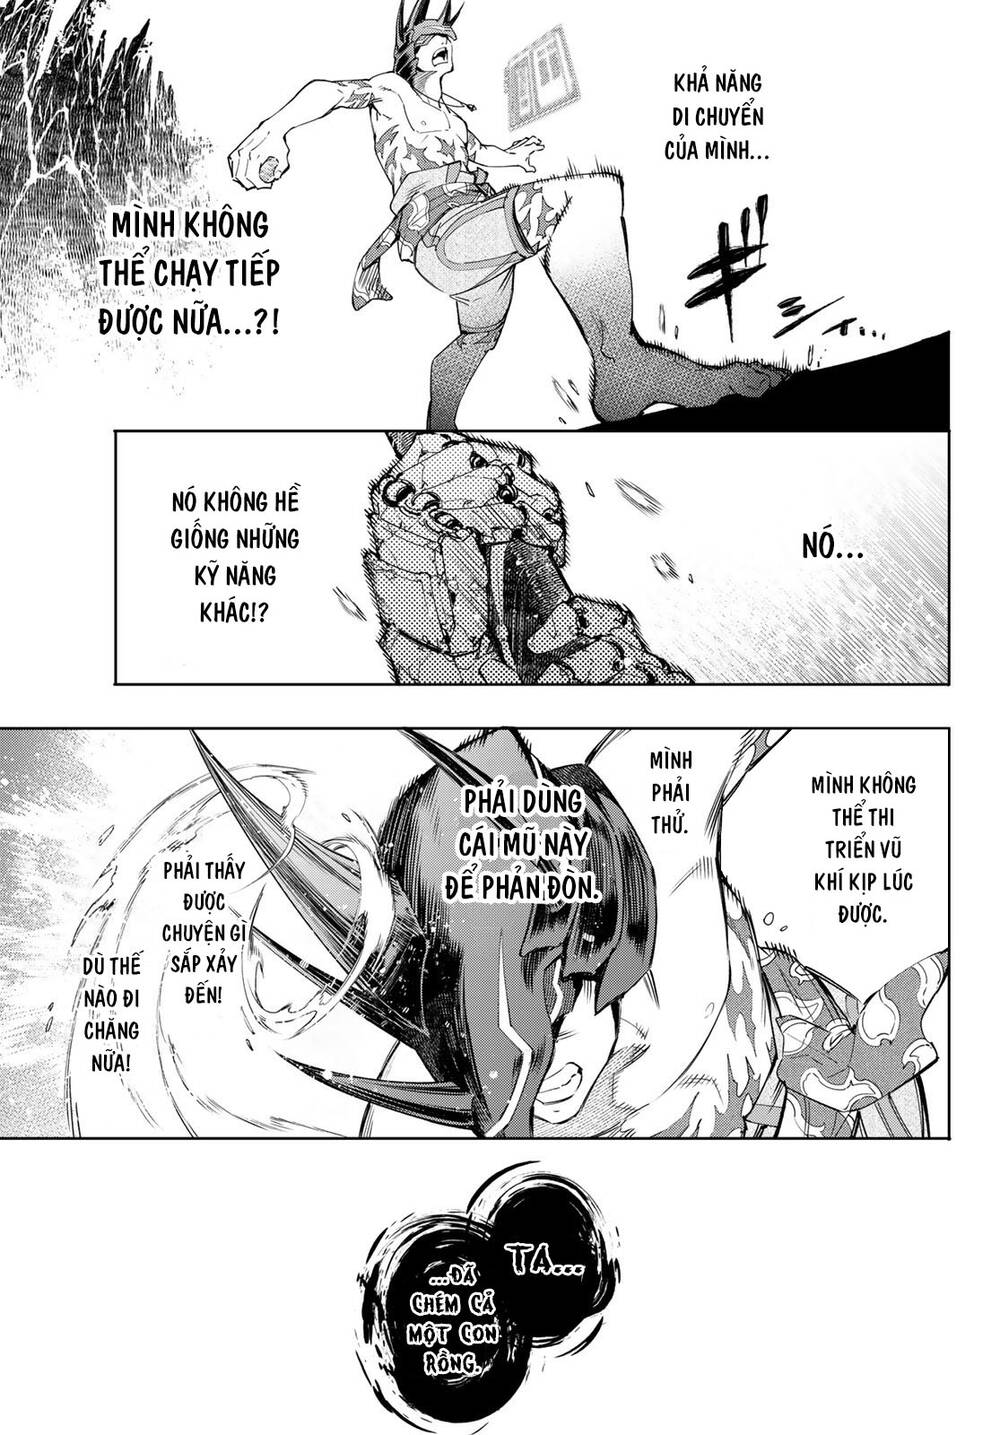 KHẢ NĂNG
DI CHUYỂN
CỦA MÌNH...
MÌNH KHÔNG
THỂ CHẠY TIẾP
ĐƯỢC NỮA...?!
ギシィ...
NÓ...
NÓ KHÔNG HỀ
GIỐNG NHỮNG
KỸ NĂNG
KHÁC!?
MÌNH KHÔNG
THỂ THI
TRIỂN VŨ
KHÍ KỊP LÚC
ĐƯỢC.
MÌNH
PHẢI
THỬ.
PHẢI DÙNG
CÁI MŨ NÀY
ĐỂ PHẢN ĐÒN.
PHẢI THẤY
ĐƯỢC
CHUYỆN GÌ
SẮP XẢY
ĐẾN!
DÙ THẾ
NÀO ĐI
CHĂNG
NỮA!
TA...
...ĐÃ
CHÉM CẢ
MỘT CON
RỒNG.